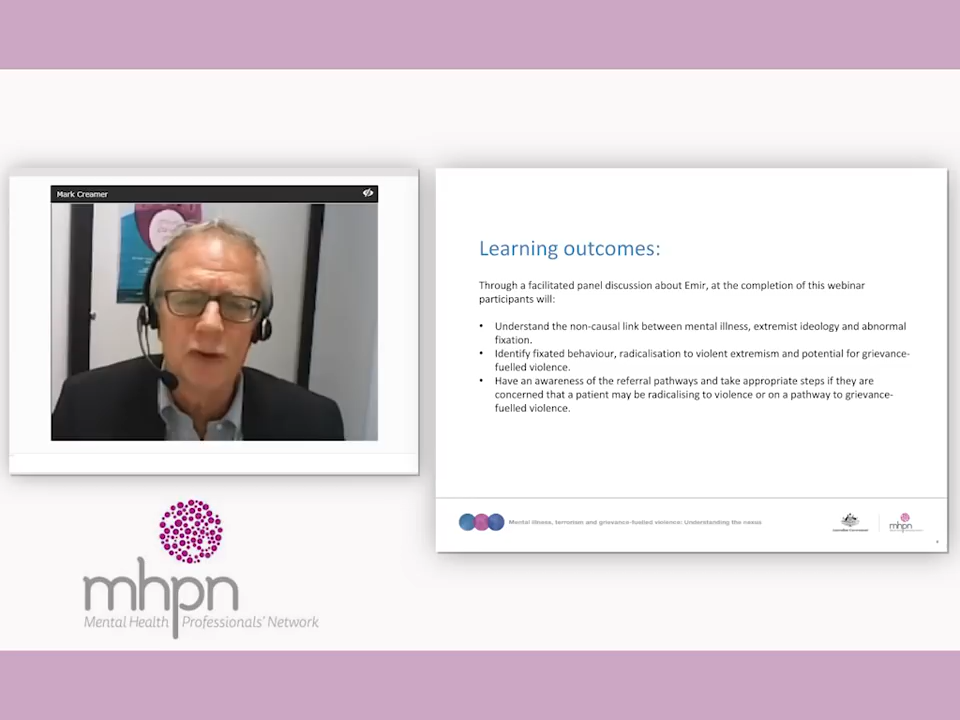 Mark Creamer
Learning outcomes:
Through a facilitated panel discussion about Emir, at the completion of this webinar
participants will:
• Understand the non-causal link between mental illness, extremist ideology and abnormal
fixation.
• Identify fixated behaviour, radicalisation to violent extremism and potential for grievance-
fuelled violence.
• Have an awareness of the referral pathways and take appropriate steps if they are
concerned that a patient may be radicalising to violence or on a pathway to grievance-
fuelled violence.
Mental illness, terrorism and grievance-fuelled violence: Understanding the nexus
mhpn
mhpn
Mental Health Professionals' Network